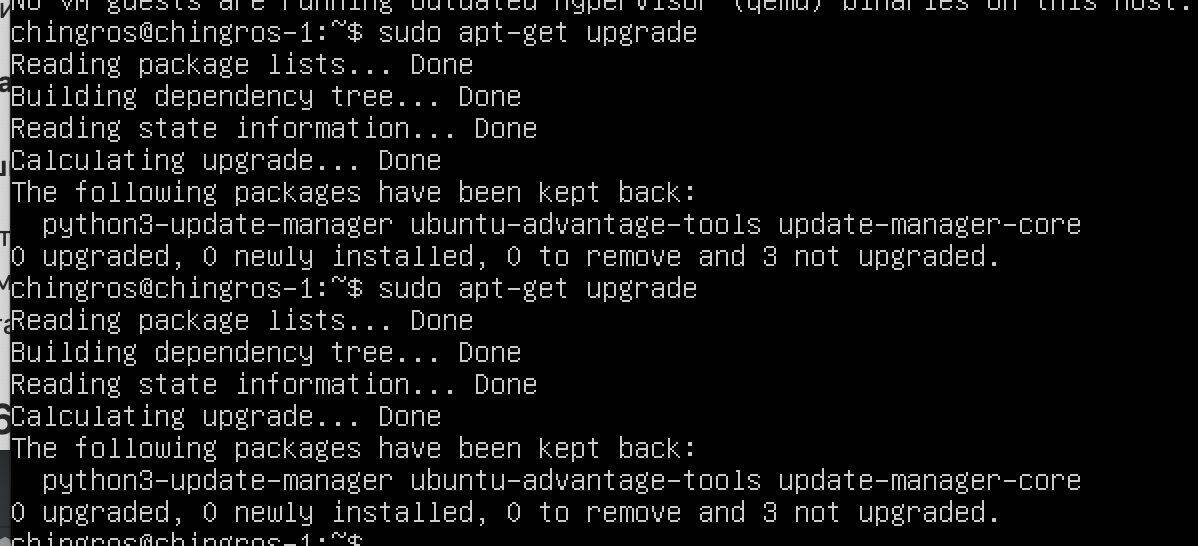 No VM guests are running outdated hypervisor (qemu) binaries on this host.
chingros@chingros-1:~$ sudo apt-get upgrade
Reading package lists... Done
Building dependency tree... Done
Reading state information... Done
Calculating upgrade... Done
The following packages have been kept back:
  python3-update-manager ubuntu-advantage-tools update-manager-core
0 upgraded, 0 newly installed, 0 to remove and 3 not upgraded.
chingros@chingros-1:~$ sudo apt-get upgrade
Reading package lists... Done
Building dependency tree... Done
Reading state information... Done
Calculating upgrade... Done
The following packages have been kept back:
  python3-update-manager ubuntu-advantage-tools update-manager-core
0 upgraded, 0 newly installed, 0 to remove and 3 not upgraded.
chingros@chingros-1:~$